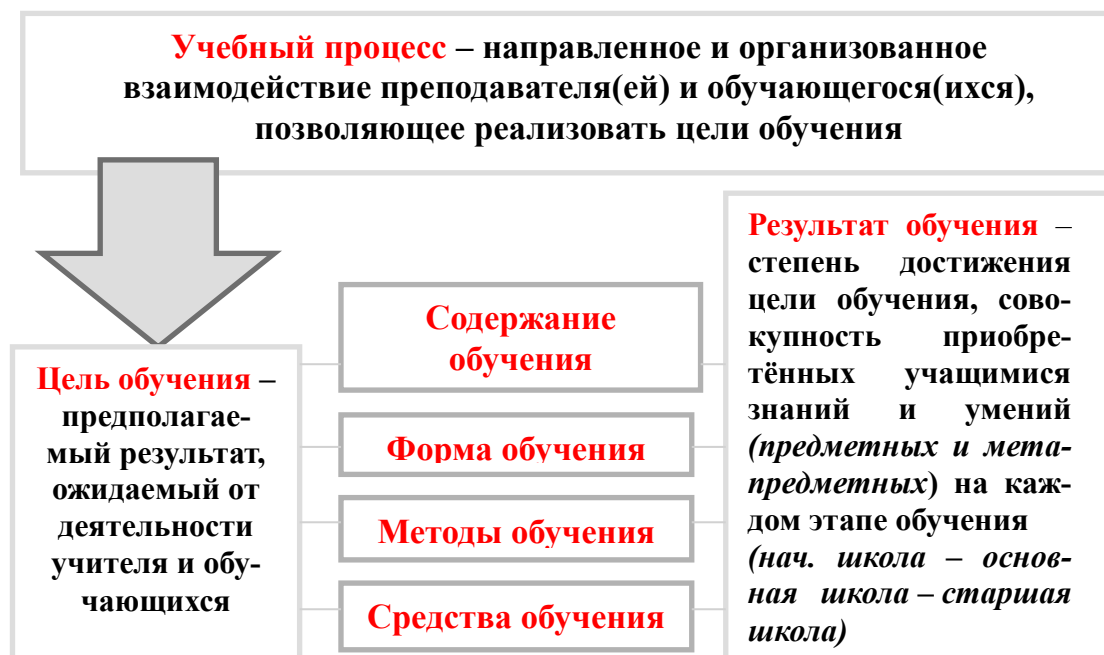 Учебный процесс – направленное и организованное
взаимодействие преподавателя(ей) и обучающегося(ихся),
позволяющее реализовать цели обучения
Цель обучения –
предполагае-
мый результат,
ожидаемый от
деятельности
учителя и обу-
чающихся
Содержание
обучения
Форма обучения
Методы обучения
Средства обучения
Результат обучения –
степень достижения
цели обучения, сово-
купность приобре-
тённых учащимися
знаний и умений
(предметных и мета-
предметных) на каж-
дом этапе обучения
(нач. школа – основ-
ная школа – старшая
школа)